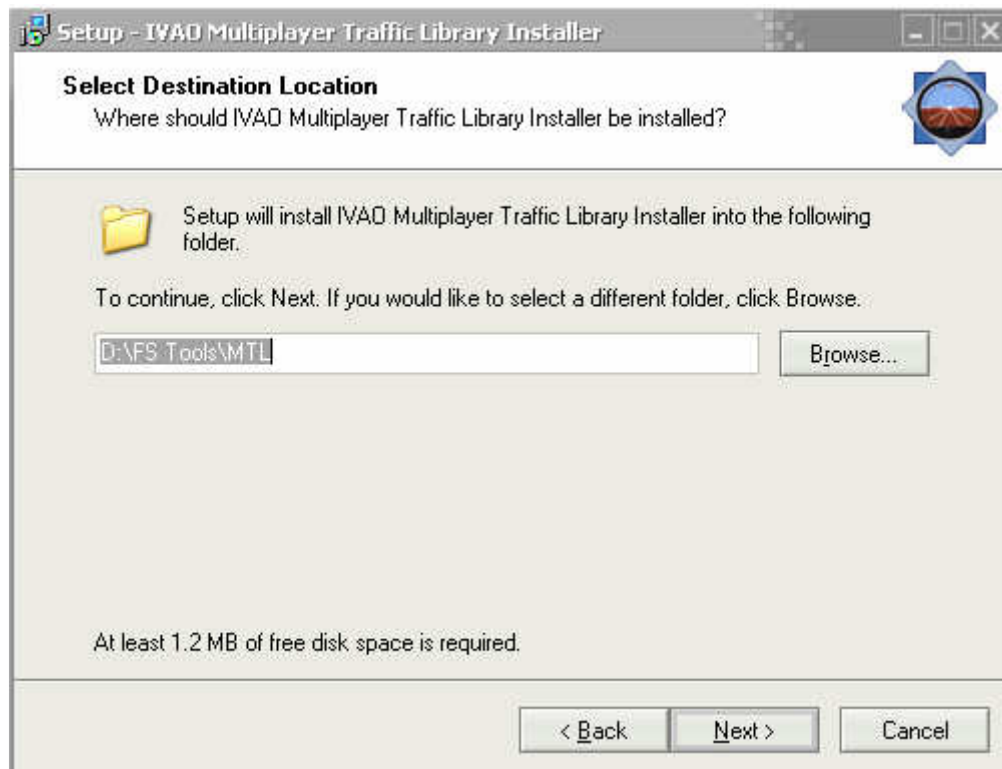 Setup - IVAO Multiplayer Traffic Library Installer
Select Destination Location
Where should IVAO Multiplayer Traffic Library Installer be installed?
Setup will install IVAO Multiplayer Traffic Library Installer into the following
folder.
To continue, click Next. If you would like to select a different folder, click Browse.
D:\FS Tools\MTL
Browse...
At least 1.2 MB of free disk space is required.
< Back
Next >
Cancel